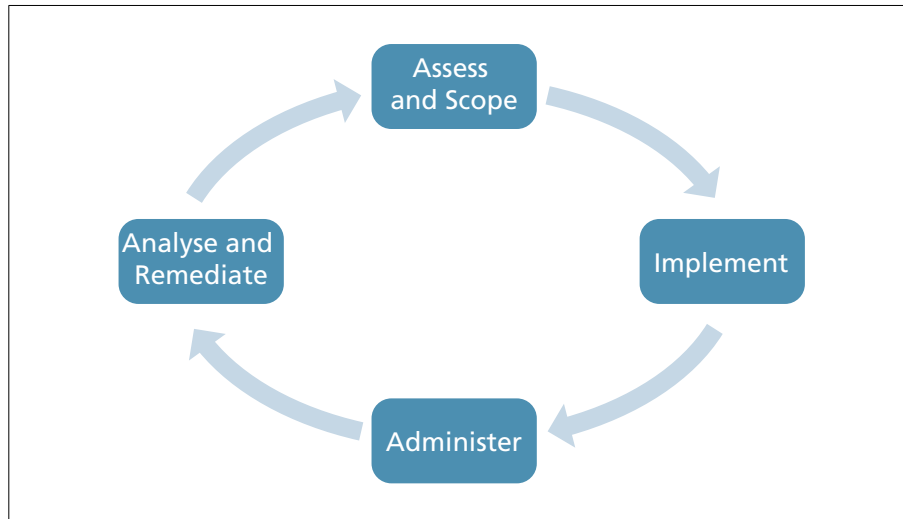 Assess
and Scope
Implement
Administer
Analyse and
Remediate